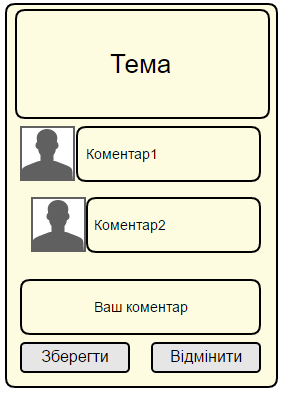 Тема
Коментар1
Коментар2
Ваш коментар
Зберегти
Відмінити